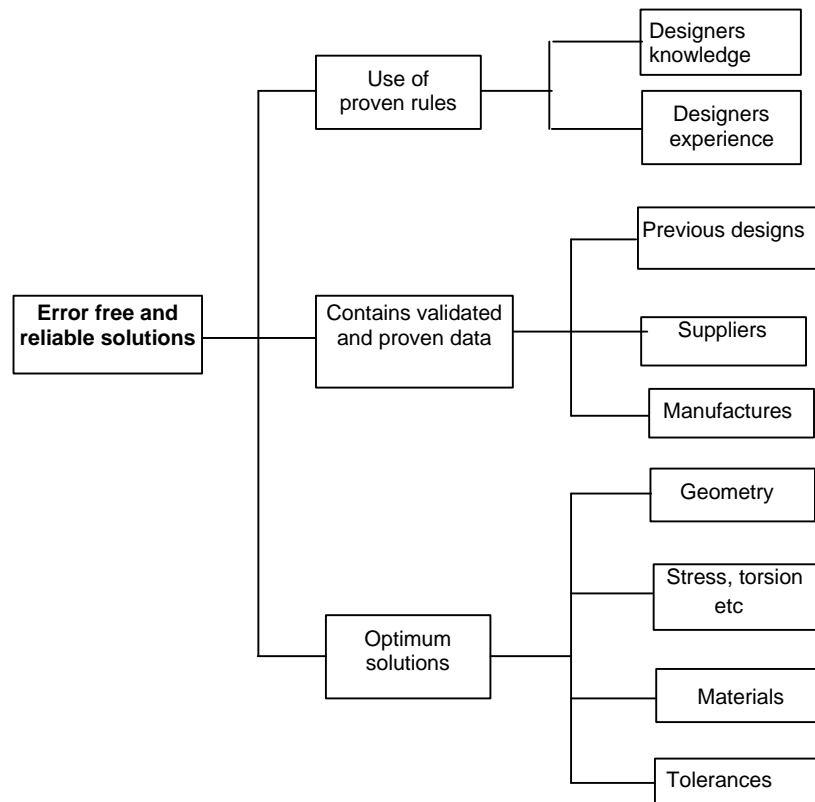 Designers
knowledge
Use of
proven rules
Designers
experience
Previous designs
Error free and
reliable solutions
Contains validated
and proven data
Suppliers
Manufactures
Geometry
Stress, torsion
etc
Optimum
solutions
Materials
Tolerances